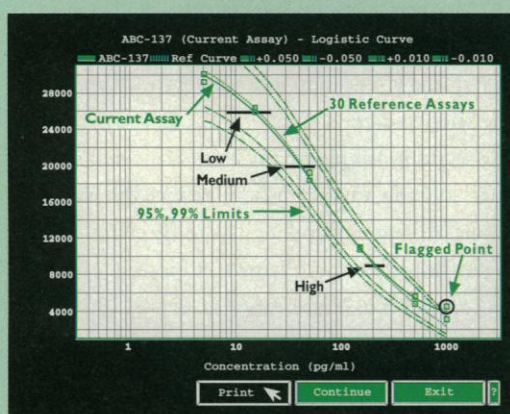 ABC-137 (Current Assay) - Logistic Curve
ABC-137 Ref Curve +0.050 -0.050 +0.010 -0.010
28000
24000
20000
16000
12000
8000
4000
Current Assay
30 Reference Assays
Low
Medium
95%, 99% Limits
Flagged Point
High
1 10 100 1000
Concentration (pg/ml)
Print Continue Exit ?